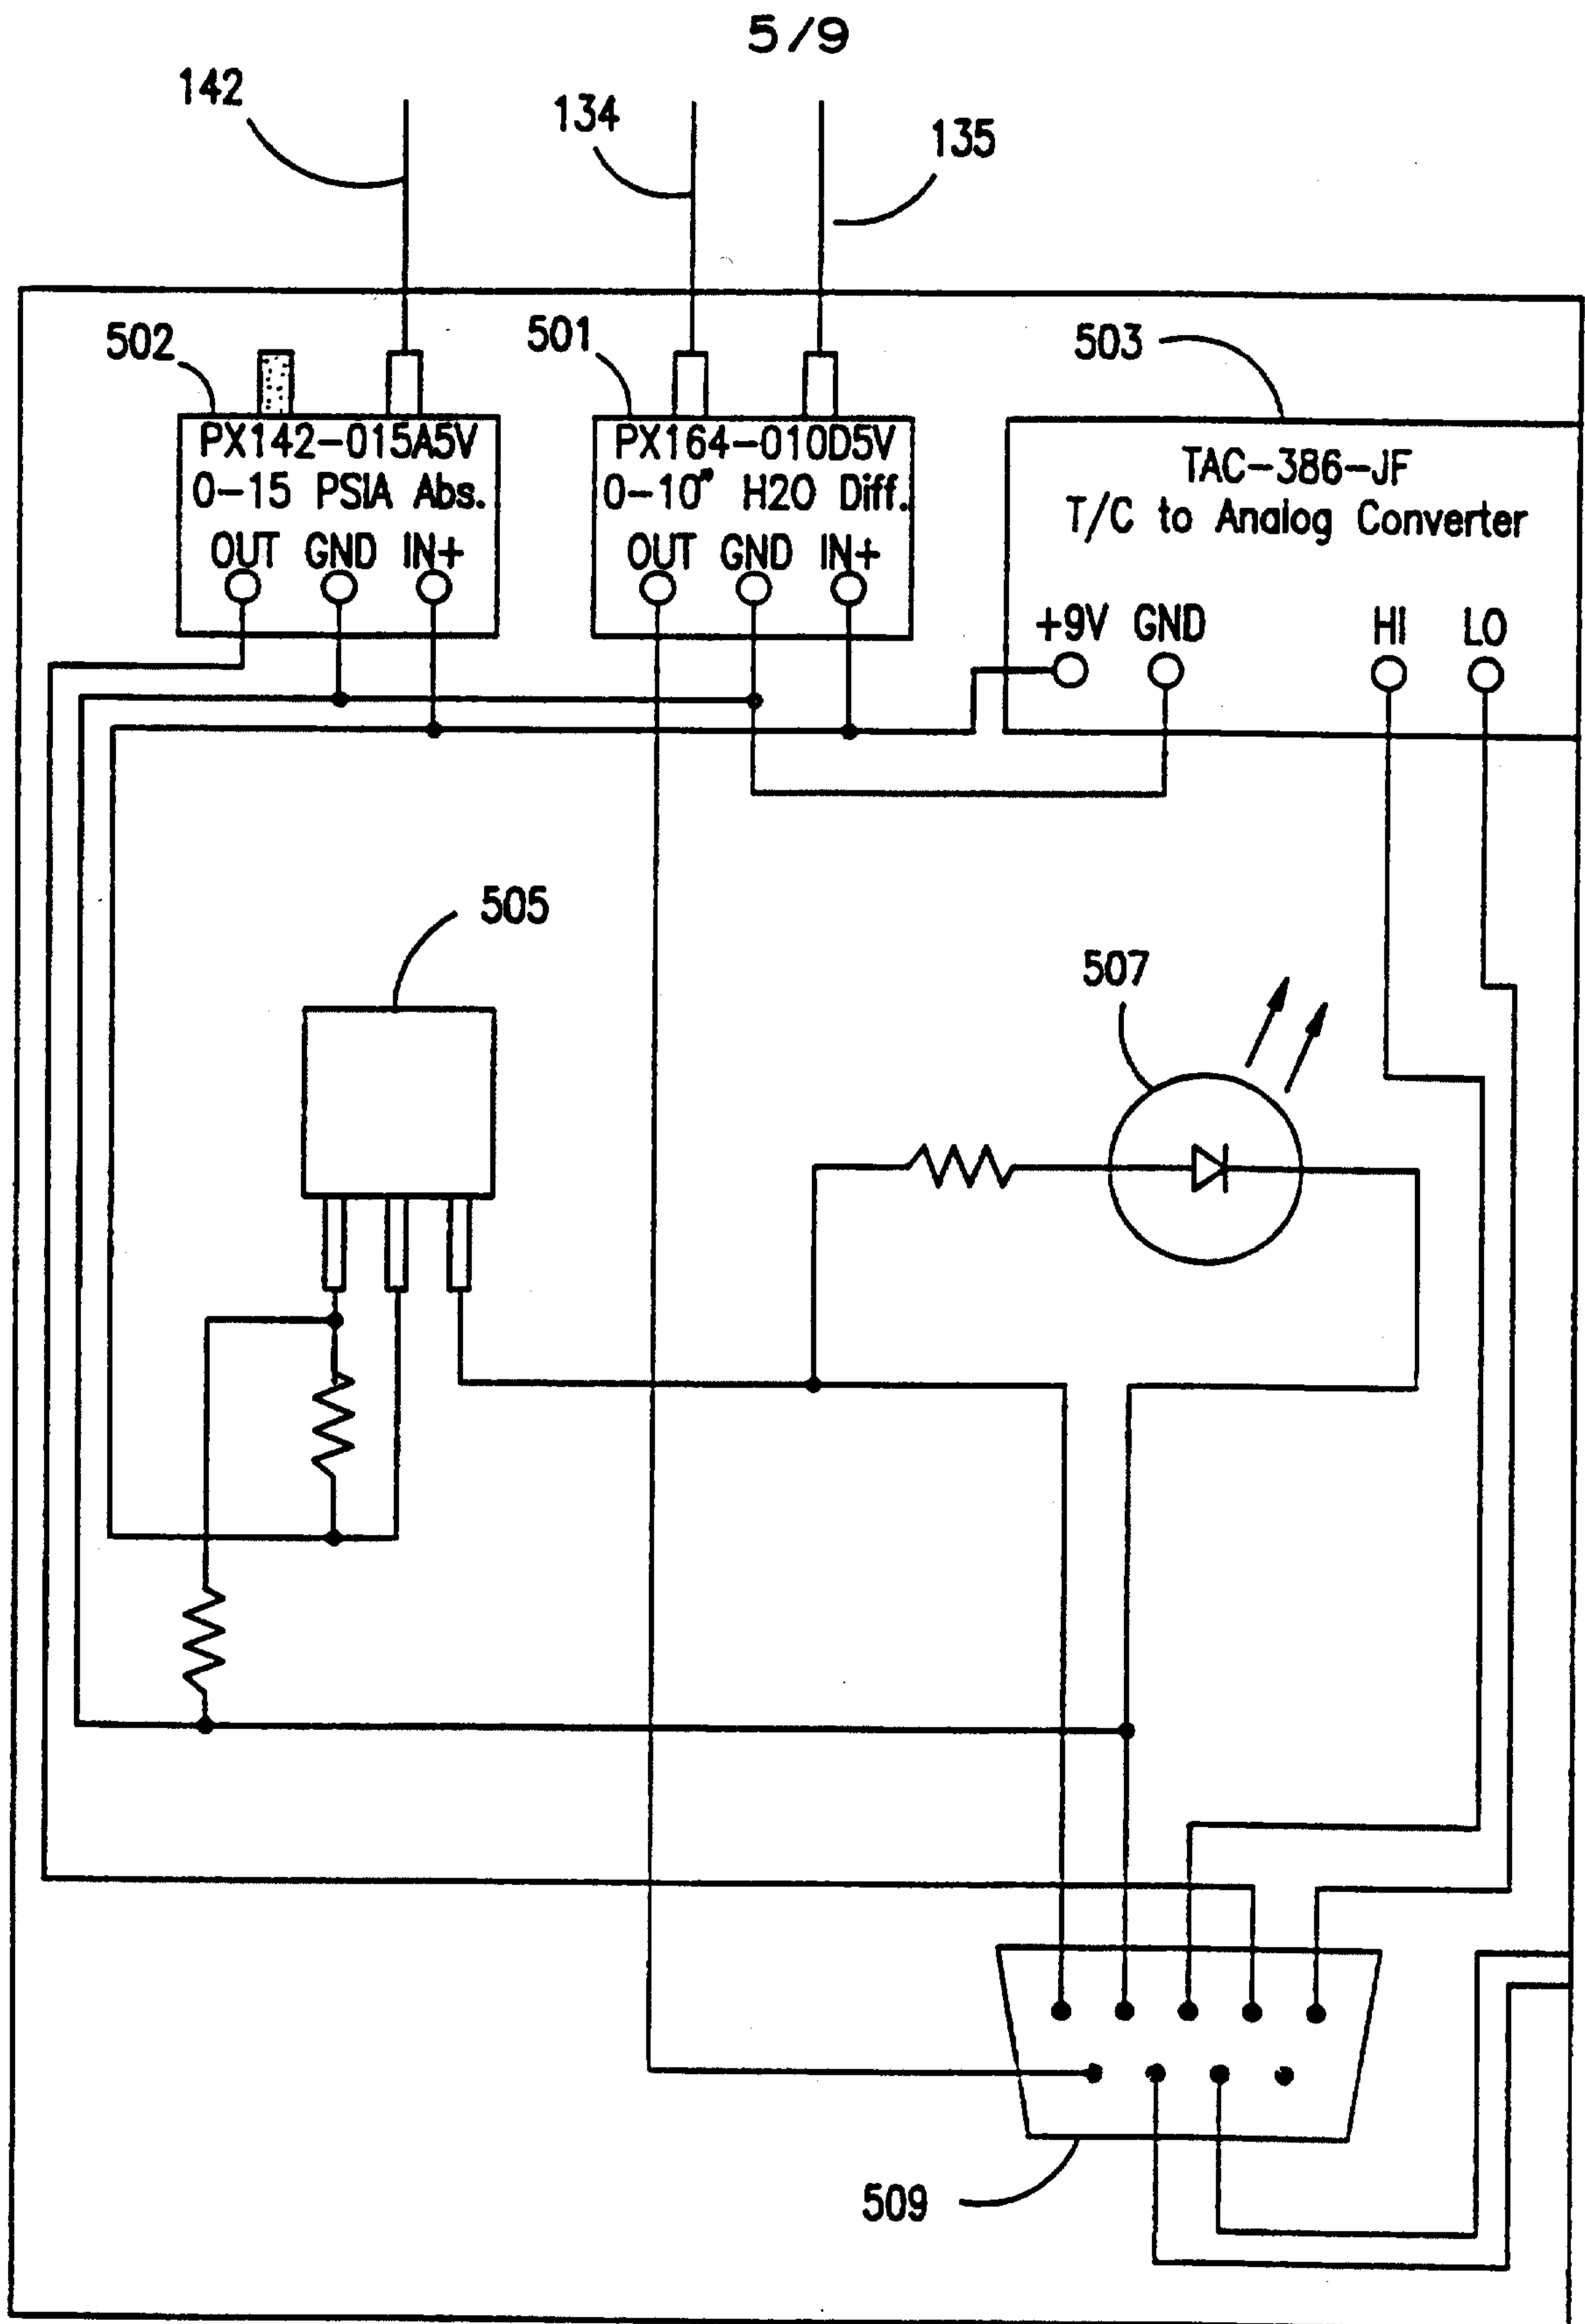 5/9
142
134
135
502
501
503
PX142-015A5V
0-15 PSIA Abs.
OUT GND IN+
PX164-010D5V
0-10" H2O Diff.
OUT GND IN+
TAC-386-JF
T/C to Analog Converter
+9V GND HI LO
505
507
509